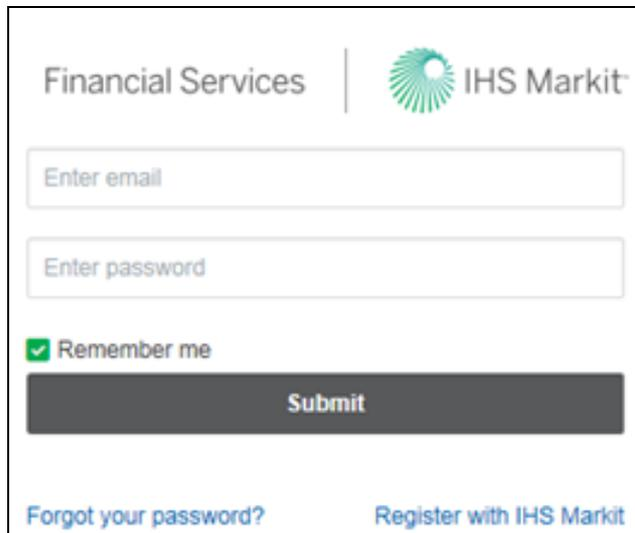 Financial Services IHS Markit
Enter email
Enter password
Remember me
Submit
Forgot your password? Register with IHS Markit